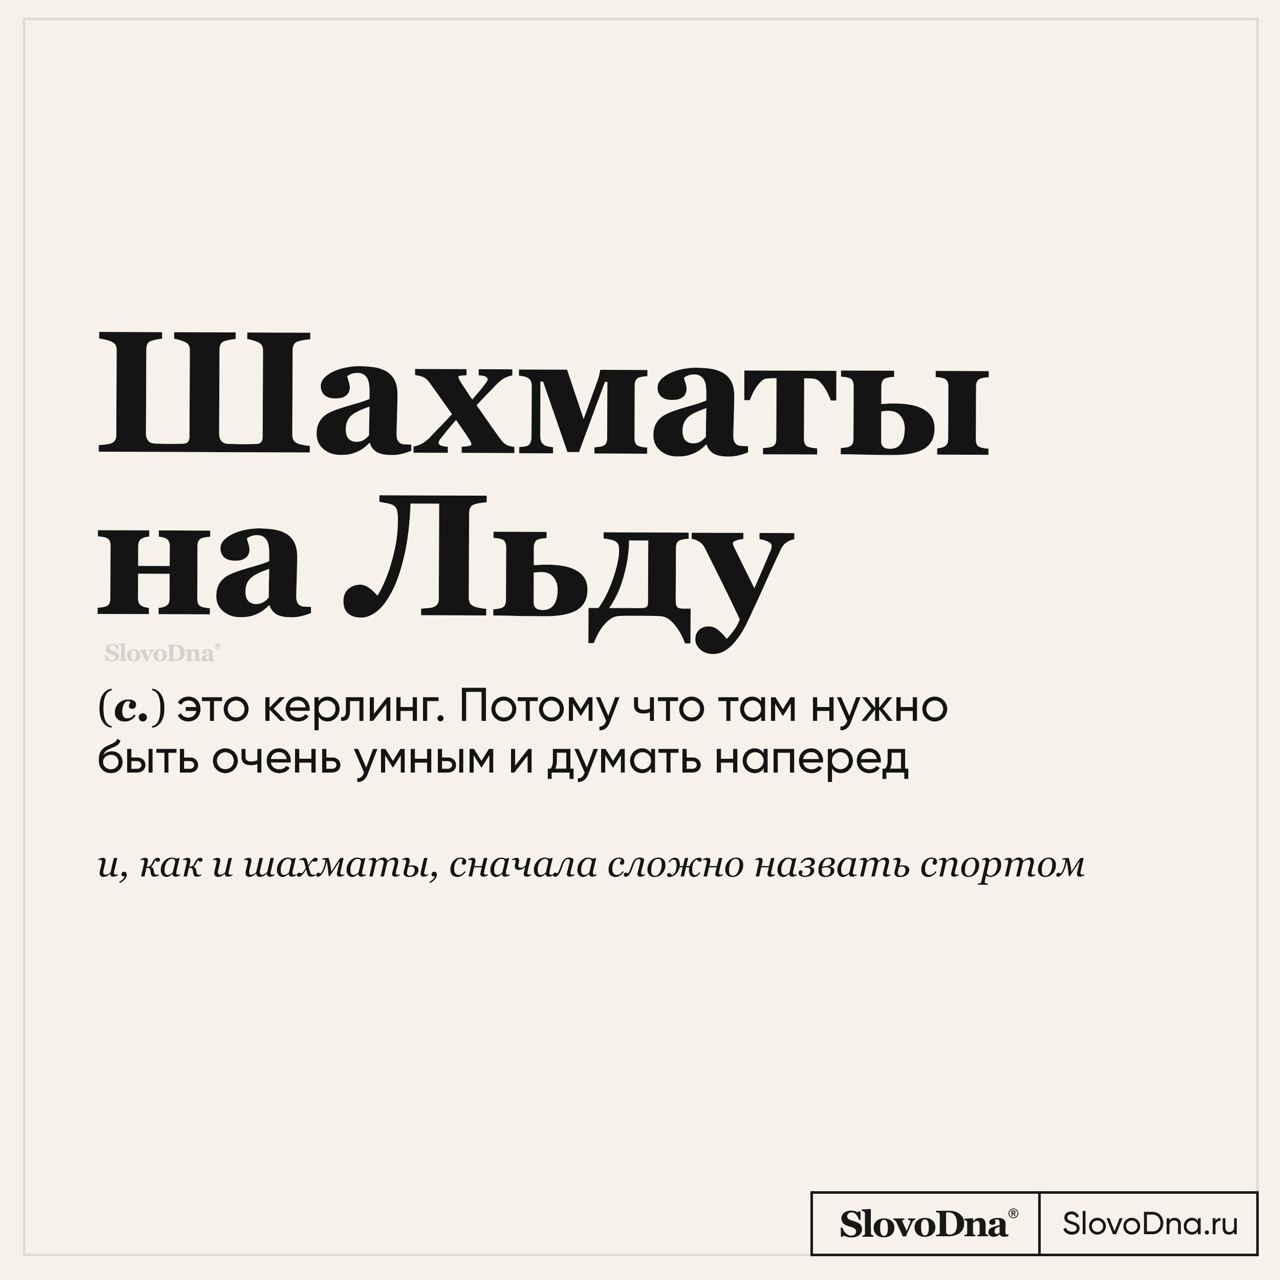 Шахматы
на Льду
SlovoDna®
(с.) это керлинг. Потому что там нужно
быть очень умным и думать наперед
и, как и шахматы, сначала сложно назвать спортом
SlovoDna® SlovoDna.ru